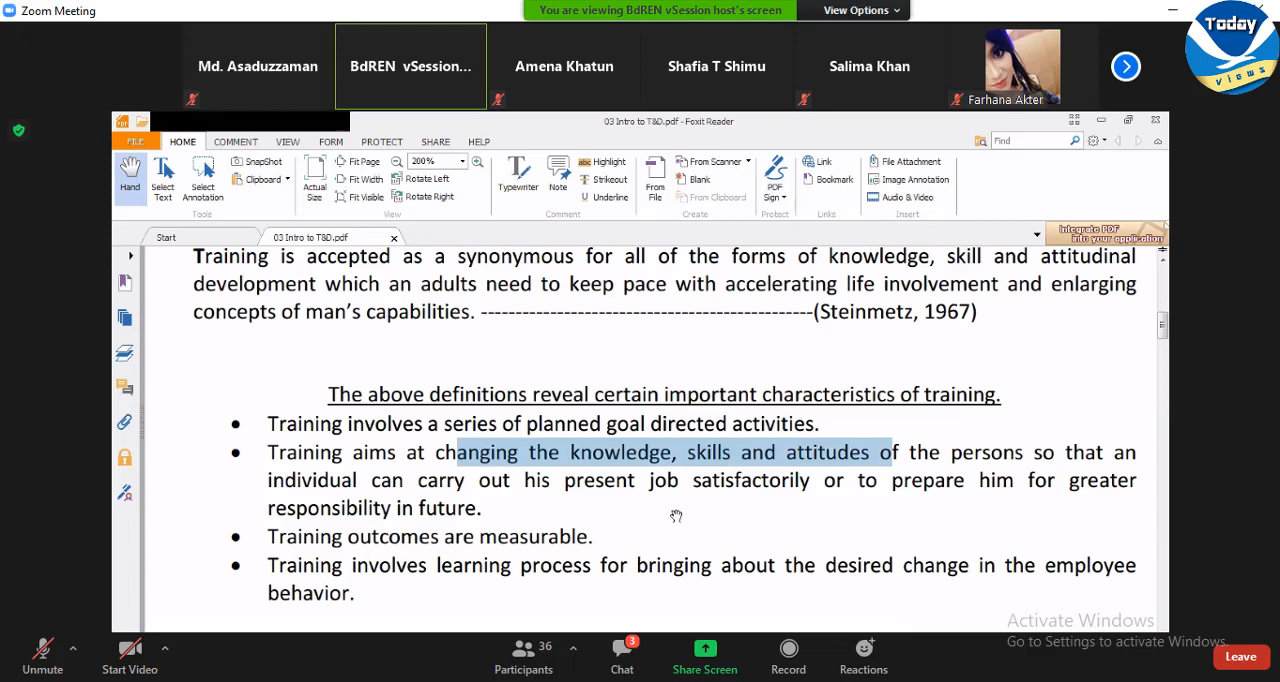 Zoom Meeting
You are viewing BdREN vSession host's screen
View Options
Today
views
Md. Asaduzzaman
BdREN vSession...
Amena Khatun
Shafia T Shimu
Salima Khan
Farhana Akter
03 Intro to T&D.pdf - Foxit Reader
FILE HOME COMMENT VIEW FORM PROTECT SHARE HELP
Find
Hand
Select Text
Select Annotation
SnapShot
Clipboard
Tools
Actual Size
Fit Page
Fit Width
Fit Visible
200%
Rotate Left
Rotate Right
View
Typewriter
Note
Highlight
Strikeout
Underline
Comment
From File
From Scanner
Blank
From Clipboard
Create
PDF Sign
Protect
Link
Bookmark
Links
File Attachment
Image Annotation
Audio & Video
Insert
Start
03 Intro to T&D.pdf
Integrate PDF
into your application
Training is accepted as a synonymous for all of the forms of knowledge, skill and attitudinal
development which an adults need to keep pace with accelerating life involvement and enlarging
concepts of man's capabilities. ------------------------------------------------(Steinmetz, 1967)
The above definitions reveal certain important characteristics of training.
• Training involves a series of planned goal directed activities.
• Training aims at changing the knowledge, skills and attitudes of the persons so that an
individual can carry out his present job satisfactorily or to prepare him for greater
responsibility in future.
• Training outcomes are measurable.
• Training involves learning process for bringing about the desired change in the employee
behavior.
Activate Windows
Go to Settings to activate Windows.
Unmute
Start Video
36
Participants
3
Chat
Share Screen
Record
Reactions
Leave